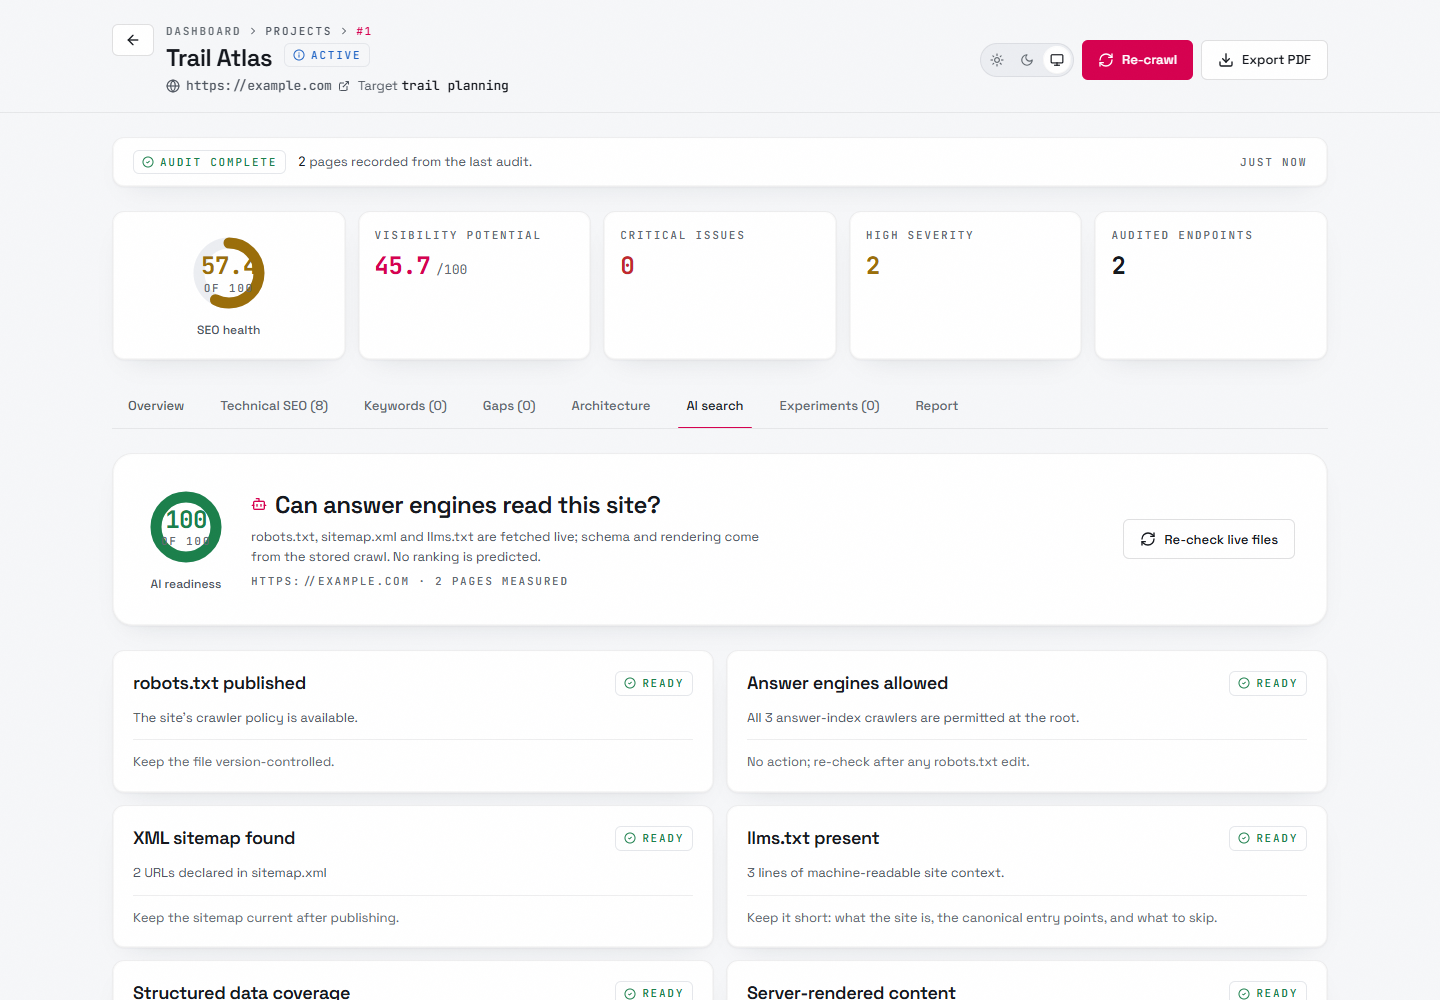 DASHBOARD > PROJECTS > #1
Trail Atlas
ACTIVE
https://example.com Target trail planning
Re-crawl
Export PDF
AUDIT COMPLETE
2 pages recorded from the last audit.
JUST NOW
57.4
OF 100
SEO health
VISIBILITY POTENTIAL
45.7 /100
CRITICAL ISSUES
0
HIGH SEVERITY
2
AUDITED ENDPOINTS
2
Overview
Technical SEO (8)
Keywords (0)
Gaps (0)
Architecture
AI search
Experiments (0)
Report
100
OF 100
AI readiness
Can answer engines read this site?
robots.txt, sitemap.xml and llms.txt are fetched live; schema and rendering come
from the stored crawl. No ranking is predicted.
HTTPS://EXAMPLE.COM · 2 PAGES MEASURED
Re-check live files
robots.txt published
READY
The site's crawler policy is available.
Keep the file version-controlled.
Answer engines allowed
READY
All 3 answer-index crawlers are permitted at the root.
No action; re-check after any robots.txt edit.
XML sitemap found
READY
2 URLs declared in sitemap.xml
Keep the sitemap current after publishing.
llms.txt present
READY
3 lines of machine-readable site context.
Keep it short: what the site is, the canonical entry points, and what to skip.
Structured data coverage
READY
Server-rendered content
READY